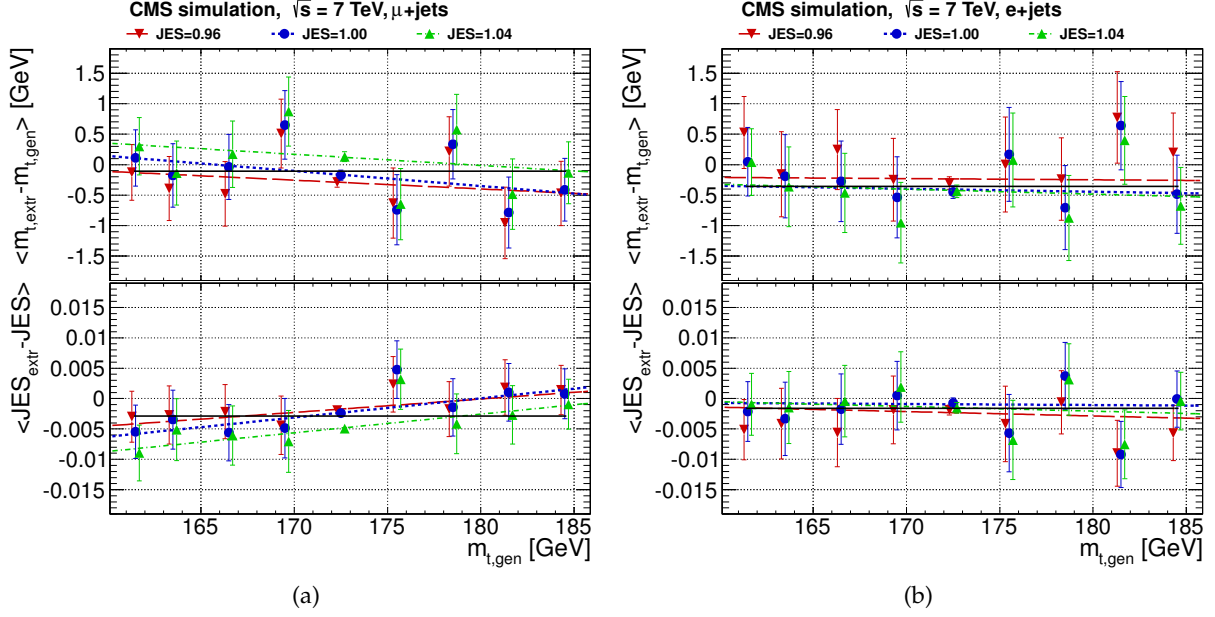 CMS simulation, √s = 7 TeV, μ+jets
JES=0.96 JES=1.00 JES=1.04
<m_t,extr-m_t,gen> [GeV]
1.5
1
0.5
0
-0.5
-1
-1.5
<JES_extr-JES>
0.015
0.01
0.005
0
-0.005
-0.01
-0.015
165 170 175 180 185
m_t,gen [GeV]
(a)
CMS simulation, √s = 7 TeV, e+jets
JES=0.96 JES=1.00 JES=1.04
<m_t,extr-m_t,gen> [GeV]
1.5
1
0.5
0
-0.5
-1
-1.5
<JES_extr-JES>
0.015
0.01
0.005
0
-0.005
-0.01
-0.015
165 170 175 180 185
m_t,gen [GeV]
(b)